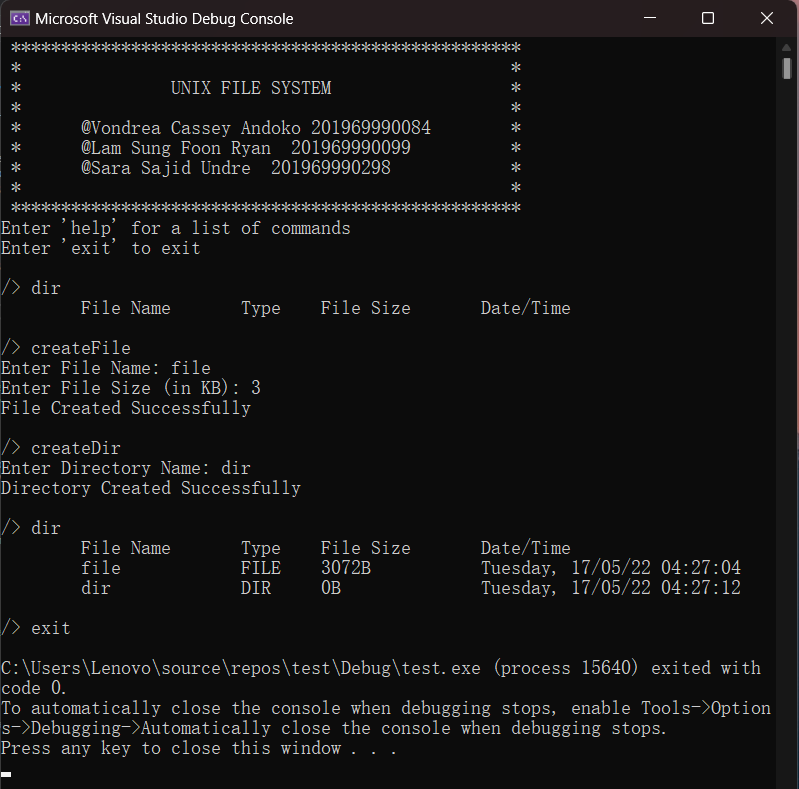 Microsoft Visual Studio Debug Console
***************************************************
*                                                 *
*               UNIX FILE SYSTEM                  *
*                                                 *
*      @Vondrea Cassey Andoko 201969990084        *
*      @Lam Sung Foon Ryan  201969990099          *
*      @Sara Sajid Undre  201969990298            *
*                                                 *
***************************************************
Enter 'help' for a list of commands
Enter 'exit' to exit
/> dir
File Name       Type    File Size       Date/Time
/> createFile
Enter File Name: file
Enter File Size (in KB): 3
File Created Successfully
/> createDir
Enter Directory Name: dir
Directory Created Successfully
/> dir
File Name       Type    File Size       Date/Time
file            FILE    3072B           Tuesday, 17/05/22 04:27:04
dir             DIR     0B              Tuesday, 17/05/22 04:27:12
/> exit
C:\Users\Lenovo\source\repos\test\Debug\test.exe (process 15640) exited with
code 0.
To automatically close the console when debugging stops, enable Tools->Option
s->Debugging->Automatically close the console when debugging stops.
Press any key to close this window . . .